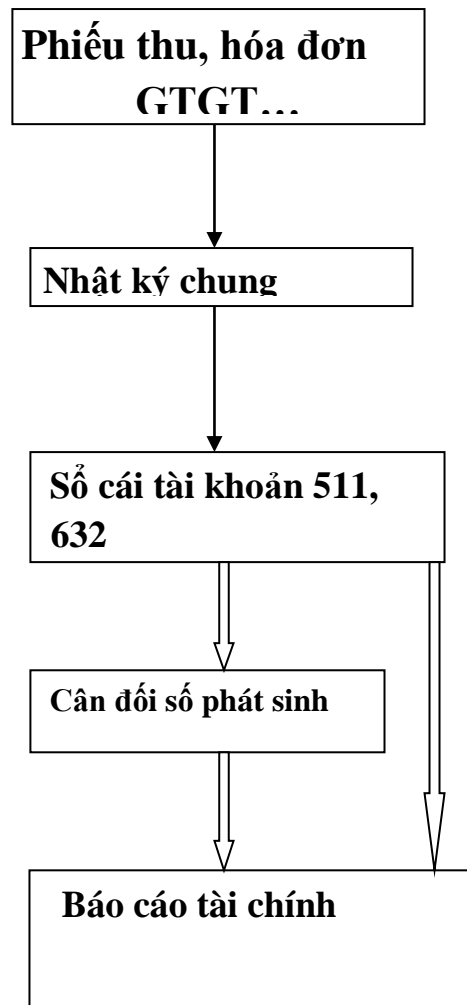 Phiếu thu, hóa đơn
GTGT…
Nhật ký chung
Sổ cái tài khoản 511,
632
Cân đối số phát sinh
Báo cáo tài chính